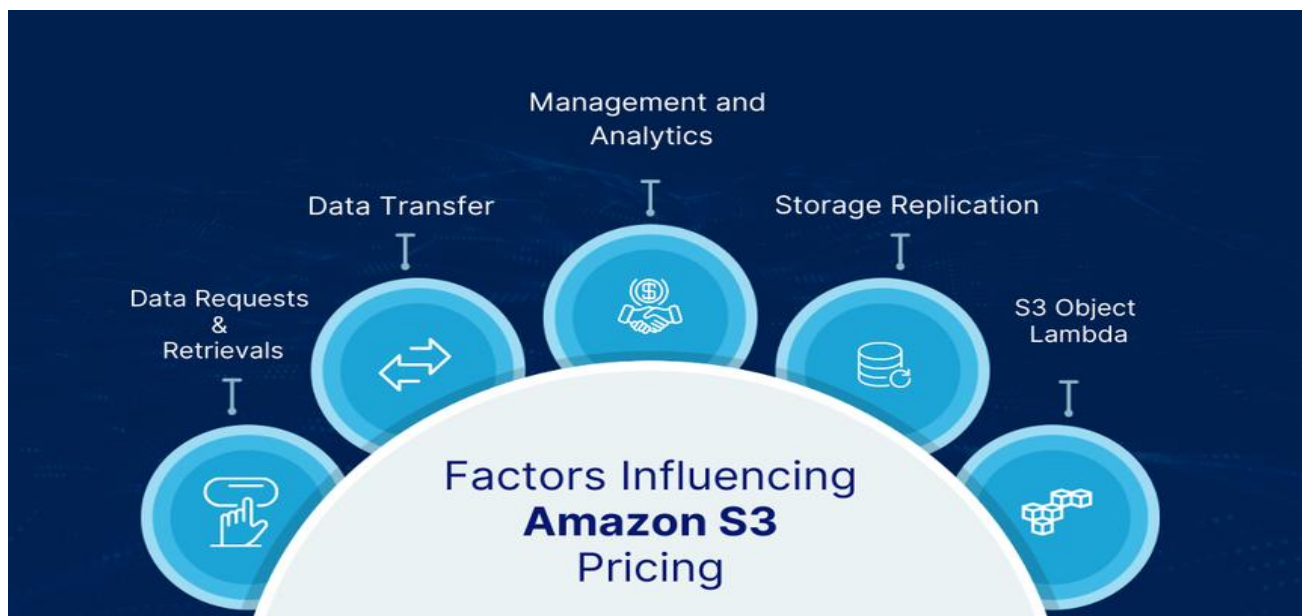 Management and
Analytics
Data Transfer
Storage Replication
Data Requests
&
Retrievals
S3 Object
Lambda
Factors Influencing
Amazon S3
Pricing